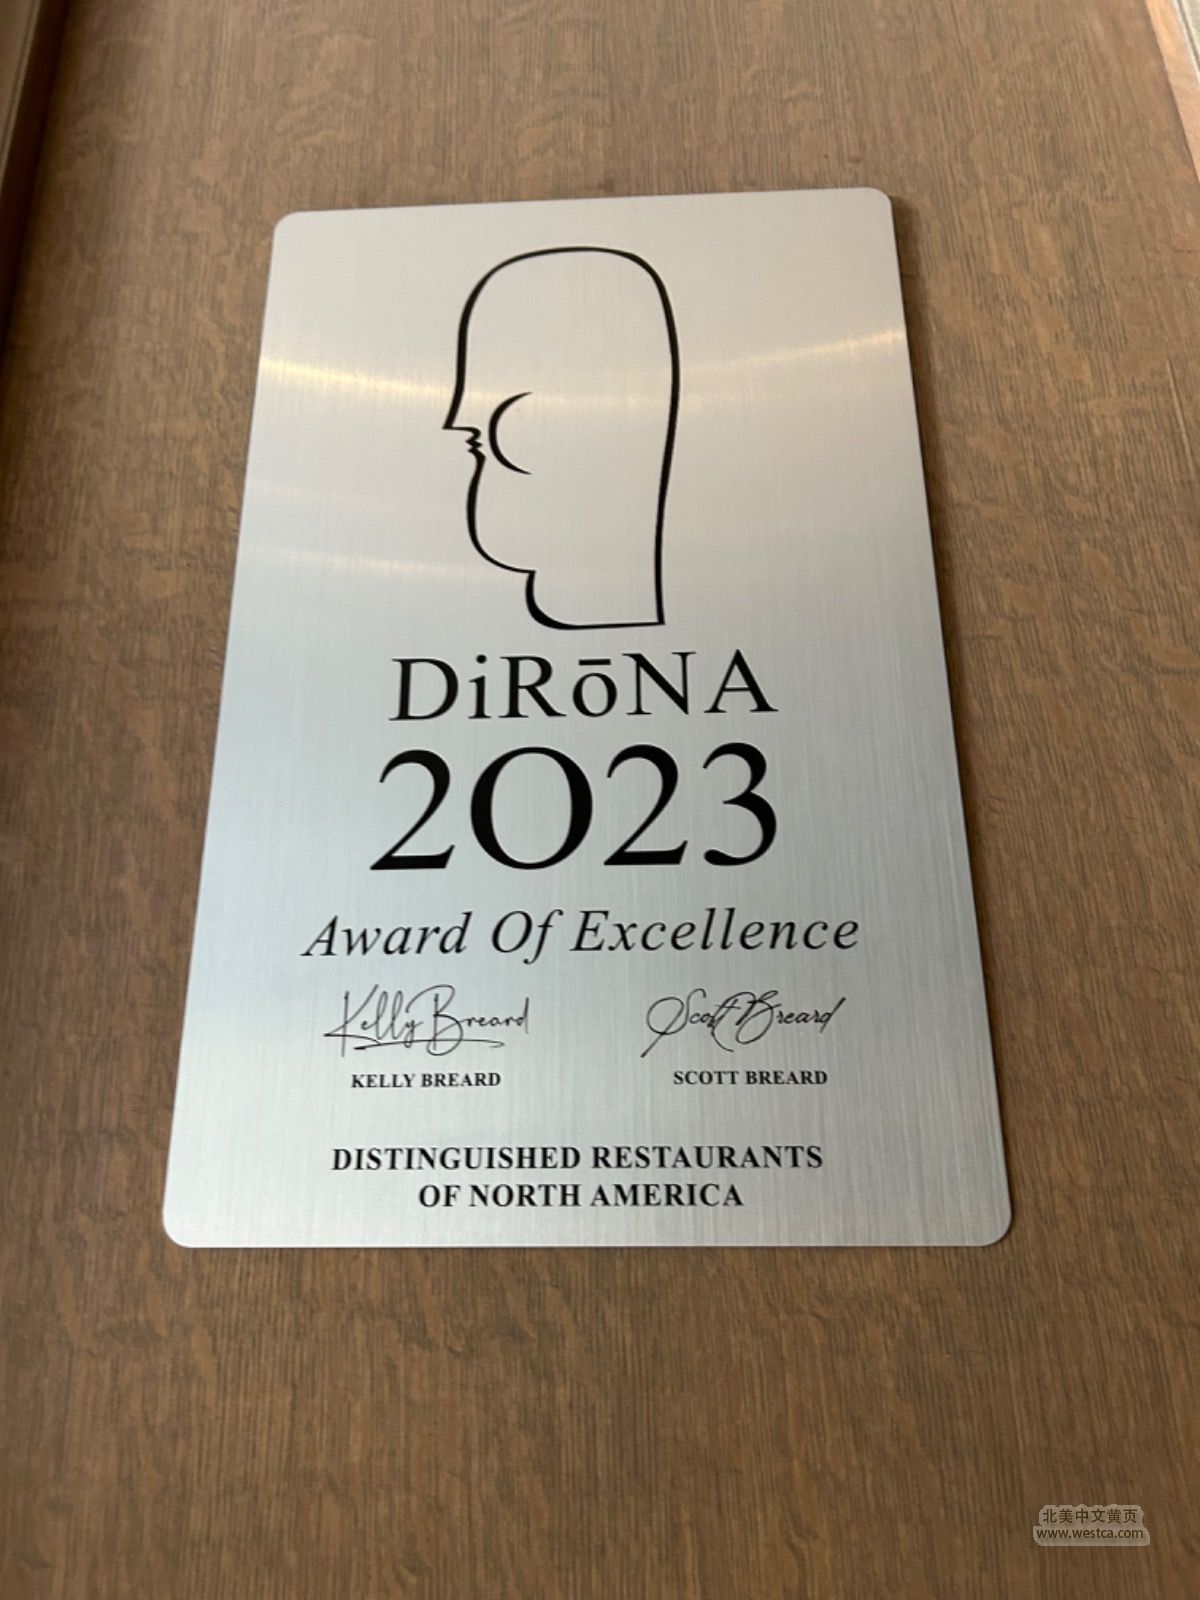 DiRōNA
2023
Award Of Excellence
Kelly Breard
Scott Breard
KELLY BREARD
SCOTT BREARD
DISTINGUISHED RESTAURANTS
OF NORTH AMERICA
北美中文黄页
www.westca.com